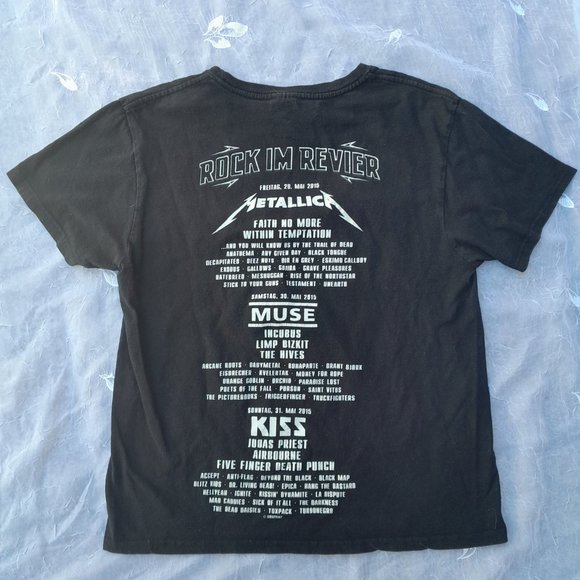 ROCK IM REVIER
FREITAG, 29. MAI 2015
METALLICA
FAITH NO MORE
WITHIN TEMPTATION
...AND YOU WILL KNOW US BY THE TRAIL OF DEAD
ANATHEMA · ANY GIVEN DAY · BLACK TONGUE
DECAPITATED · DEEZ NUTS · DIR EN GREY · ESKIMO CALLBOY
EXODUS · GALLOWS · GOJIRA · GRAVE PLEASURES
HATEBREED · MESHUGGAH · RISE OF THE NORTHSTAR
STICK TO YOUR GUNS · TESTAMENT · UNEARTH
SAMSTAG, 30. MAI 2015
MUSE
INCUBUS
LIMP BIZKIT
THE HIVES
ARCANE ROOTS · BABYMETAL · BONAPARTE · BRANT BJORK
EISBRECHER · KVELERTAK · MONEY FOR ROPE
ORANGE GOBLIN · ORCHID · PARADISE LOST
POETS OF THE FALL · PURSON · SAINT VITUS
THE PICTUREBOOKS · TRIGGERFINGER · TRUCKFIGHTERS
SONNTAG, 31. MAI 2015
KISS
JUDAS PRIEST
AIRBOURNE
FIVE FINGER DEATH PUNCH
ACCEPT · ANTI-FLAG · BEYOND THE BLACK · BLACK MAP
BLITZ KIDS · DR. LIVING DEAD! · EPICA · HANG THE BASTARD
HELLYEAH · IGNITE · KISSIN' DYNAMITE · LA DISPUTE
MAD CADDIES · SICK OF IT ALL · THE DARKNESS
THE DEAD DAISIES · TOXPACK · TURBONEGRO